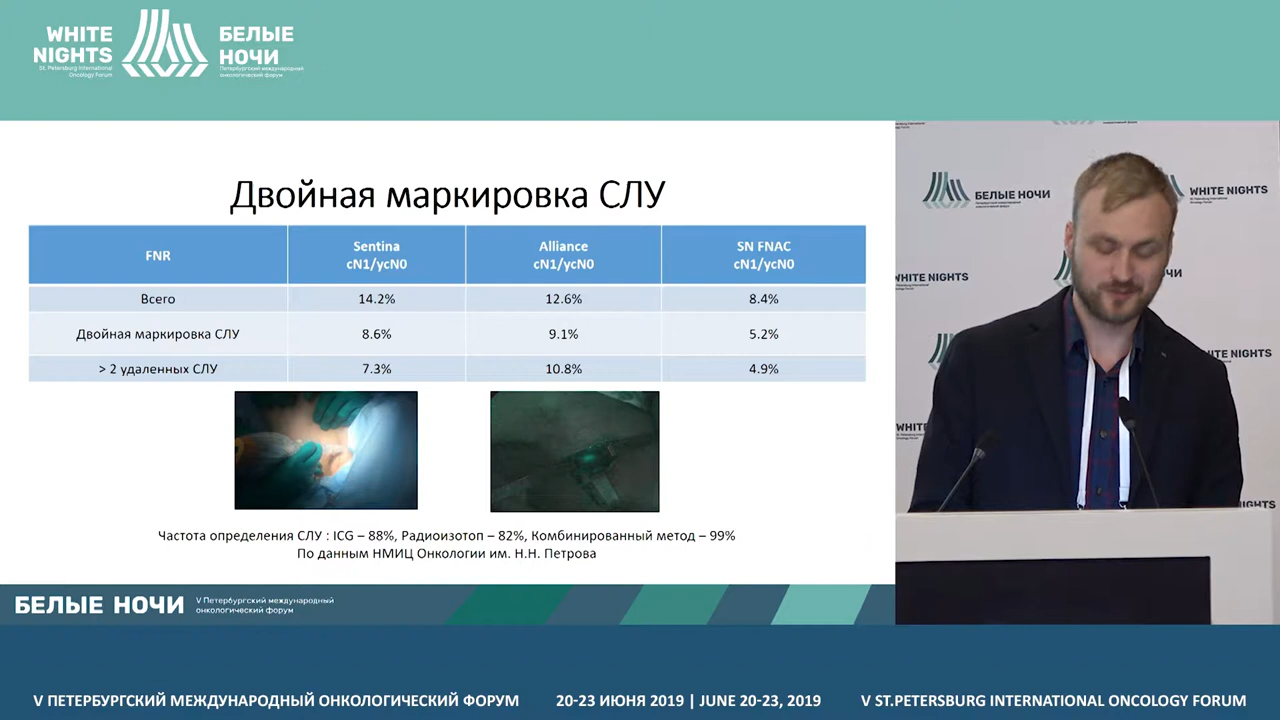 WHITE
NIGHTS
St. Petersburg International
Oncology Forum
БЕЛЫЕ
НОЧИ
Петербургский международный
онкологический форум
Двойная маркировка СЛУ
FNR
Sentina
cN1/ycN0
Alliance
cN1/ycN0
SN FNAC
cN1/ycN0
Всего
14.2%
12.6%
8.4%
Двойная маркировка СЛУ
8.6%
9.1%
5.2%
> 2 удаленных СЛУ
7.3%
10.8%
4.9%
Частота определения СЛУ : ICG – 88%, Радиоизотоп – 82%, Комбинированный метод – 99%
По данным НМИЦ Онкологии им. Н.Н. Петрова
БЕЛЫЕ НОЧИ
V Петербургский международный
онкологический форум
БЕЛЫЕ НОЧИ
WHITE NIGHTS
WHITE NIGHTS
V ПЕТЕРБУРГСКИЙ МЕЖДУНАРОДНЫЙ ОНКОЛОГИЧЕСКИЙ ФОРУМ
20-23 ИЮНЯ 2019 | JUNE 20-23, 2019
V ST.PETERSBURG INTERNATIONAL ONCOLOGY FORUM